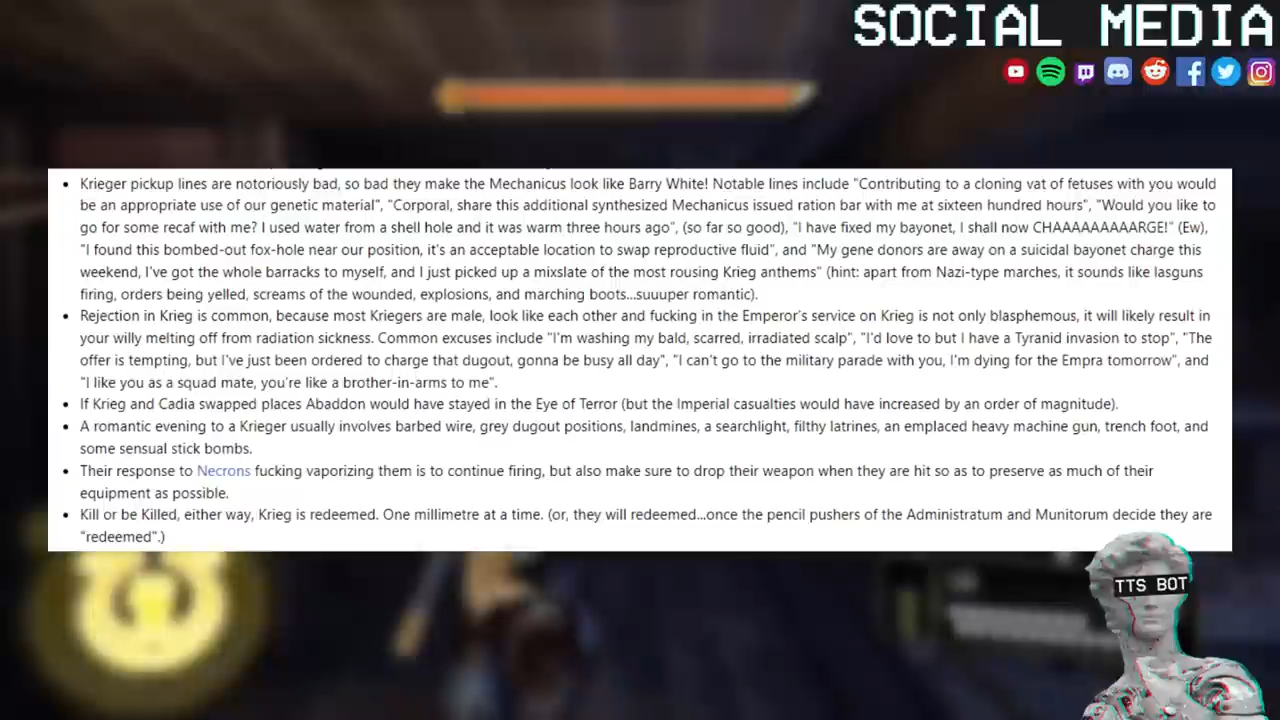 SOCIAL MEDIA
Krieger pickup lines are notoriously bad, so bad they make the Mechanicus look like Barry White! Notable lines include "Contributing to a cloning vat of fetuses with you would
be an appropriate use of our genetic material", "Corporal, share this additional synthesized Mechanicus issued ration bar with me at sixteen hundred hours", "Would you like to
go for some recaf with me? I used water from a shell hole and it was warm three hours ago", (so far so good), "I have fixed my bayonet, I shall now CHAAAAAAAAARGE!" (Ew),
"I found this bombed-out fox-hole near our position, it's an acceptable location to swap reproductive fluid", and "My gene donors are away on a suicidal bayonet charge this
weekend, I've got the whole barracks to myself, and I just picked up a mixslate of the most rousing Krieg anthems" (hint: apart from Nazi-type marches, it sounds like lasguns
firing, orders being yelled, screams of the wounded, explosions, and marching boots...suuuper romantic).
Rejection in Krieg is common, because most Kriegers are male, look like each other and fucking in the Emperor's service on Krieg is not only blasphemous, it will likely result in
your willy melting off from radiation sickness. Common excuses include "I'm washing my bald, scarred, irradiated scalp", "I'd love to but I have a Tyranid invasion to stop", "The
offer is tempting, but I've just been ordered to charge that dugout, gonna be busy all day", "I can't go to the military parade with you, I'm dying for the Empra tomorrow", and
"I like you as a squad mate, you're like a brother-in-arms to me".
If Krieg and Cadia swapped places Abaddon would have stayed in the Eye of Terror (but the Imperial casualties would have increased by an order of magnitude).
A romantic evening to a Krieger usually involves barbed wire, grey dugout positions, landmines, a searchlight, filthy latrines, an emplaced heavy machine gun, trench foot, and
some sensual stick bombs.
Their response to Necrons fucking vaporizing them is to continue firing, but also make sure to drop their weapon when they are hit so as to preserve as much of their
equipment as possible.
Kill or be Killed, either way, Krieg is redeemed. One millimetre at a time. (or, they will redeemed...once the pencil pushers of the Administratum and Munitorum decide they are
"redeemed".)
TTS BOT